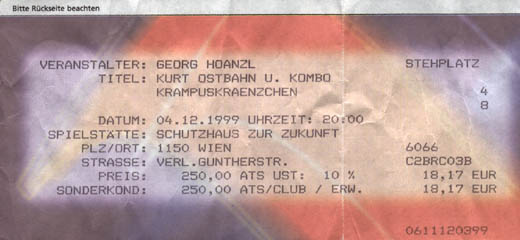 Bitte Rückseite beachten
VERANSTALTER: GEORG HOANZL STEHPLATZ
TITEL: KURT OSTBAHN U. KOMBO
KRAMPUSKRAENZCHEN 4
8
DATUM: 04.12.1999 UHRZEIT: 20:00
SPIELSTÄTTE: SCHUTZHAUS ZUR ZUKUNFT
PLZ/ORT: 1150 WIEN 6066
STRASSE: VERL.GUNTHERSTR. C2BRC03B
PREIS: 250,00 ATS UST: 10 % 18,17 EUR
SONDERKOND: 250,00 ATS/CLUB / ERW. 18,17 EUR
0611120399